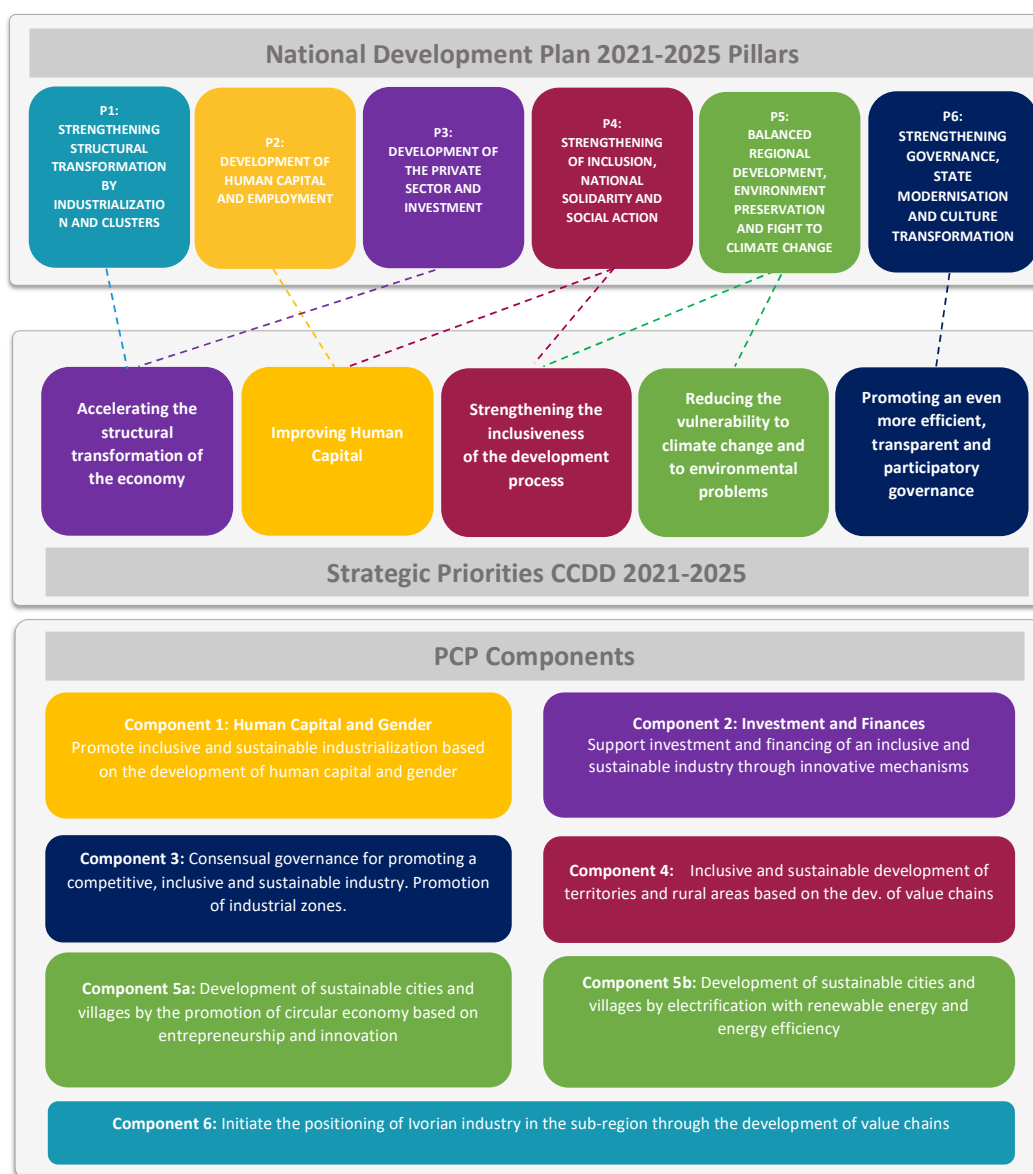 National Development Plan 2021-2025 Pillars
P1:
STRENGTHENING
STRUCTURAL
TRANSFORMATION
BY
INDUSTRIALIZATIO
N AND CLUSTERS
P2:
DEVELOPMENT OF
HUMAN CAPITAL
AND EMPLOYMENT
P3:
DEVELOPMENT OF
THE PRIVATE
SECTOR AND
INVESTMENT
P4:
STRENGTHENING
OF INCLUSION,
NATIONAL
SOLIDARITY AND
SOCIAL ACTION
P5:
BALANCED
REGIONAL
DEVELOPMENT,
ENVIRONMENT
PRESERVATION
AND FIGHT TO
CLIMATE CHANGE
P6:
STRENGTHENING
GOVERNANCE,
STATE
MODERNISATION
AND CULTURE
TRANSFORMATION
Accelerating the
structural
transformation of
the economy
Improving Human
Capital
Strengthening the
inclusiveness
of the development
process
Reducing the
vulnerability to
climate change and
to environmental
problems
Promoting an even
more efficient,
transparent and
participatory
governance
Strategic Priorities CCDD 2021-2025
PCP Components
Component 1: Human Capital and Gender
Promote inclusive and sustainable industrialization based
on the development of human capital and gender
Component 2: Investment and Finances
Support investment and financing of an inclusive and
sustainable industry through innovative mechanisms
Component 3: Consensual governance for promoting a
competitive, inclusive and sustainable industry. Promotion
of industrial zones.
Component 4: Inclusive and sustainable development of
territories and rural areas based on the dev. of value chains
Component 5a: Development of sustainable cities and
villages by the promotion of circular economy based on
entrepreneurship and innovation
Component 5b: Development of sustainable cities and
villages by electrification with renewable energy and
energy efficiency
Component 6: Initiate the positioning of Ivorian industry in the sub-region through the development of value chains